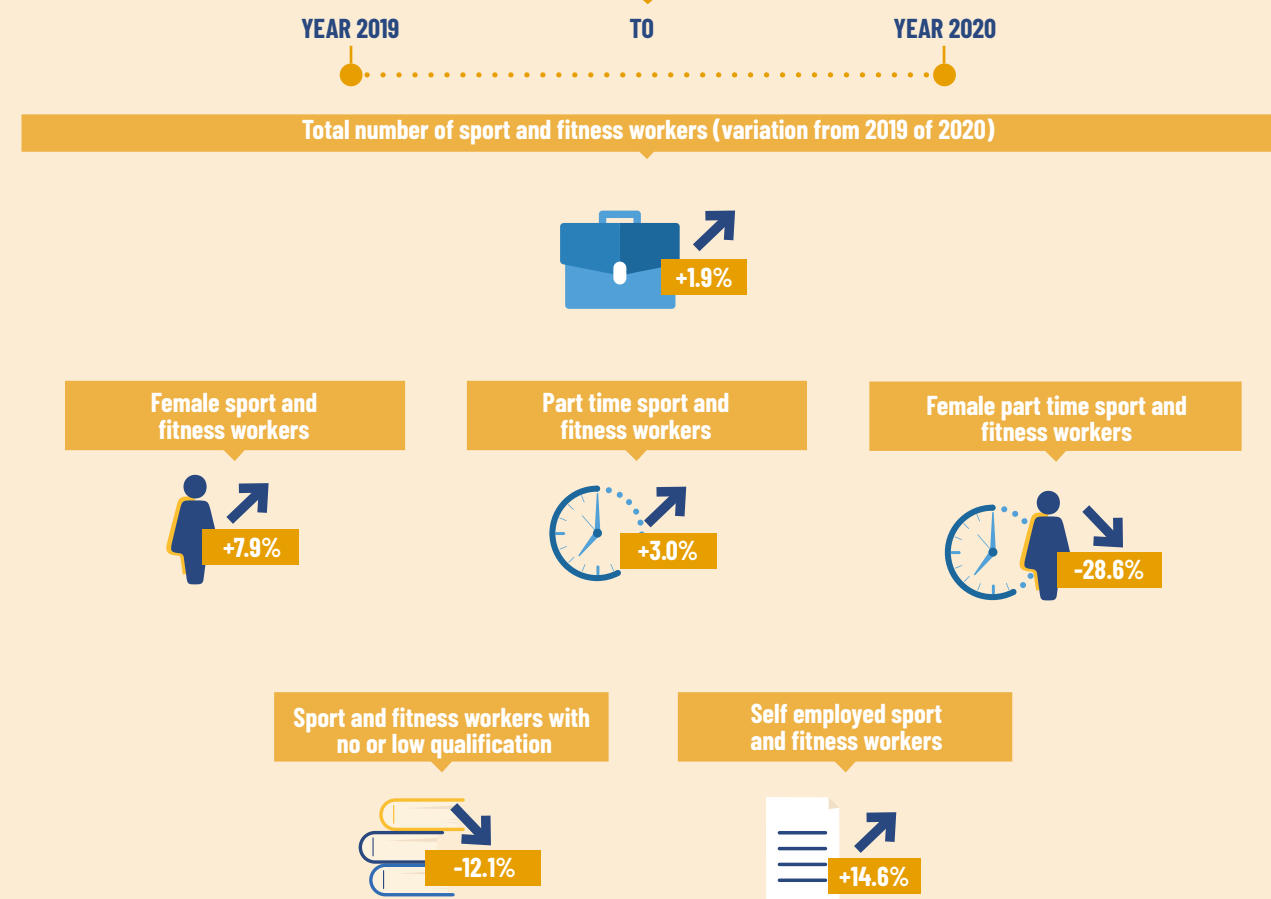 YEAR 2019 TO YEAR 2020
Total number of sport and fitness workers (variation from 2019 of 2020)
+1.9%
Female sport and
fitness workers
+7.9%
Part time sport and
fitness workers
+3.0%
Female part time sport and
fitness workers
-28.6%
Sport and fitness workers with
no or low qualification
-12.1%
Self employed sport
and fitness workers
+14.6%